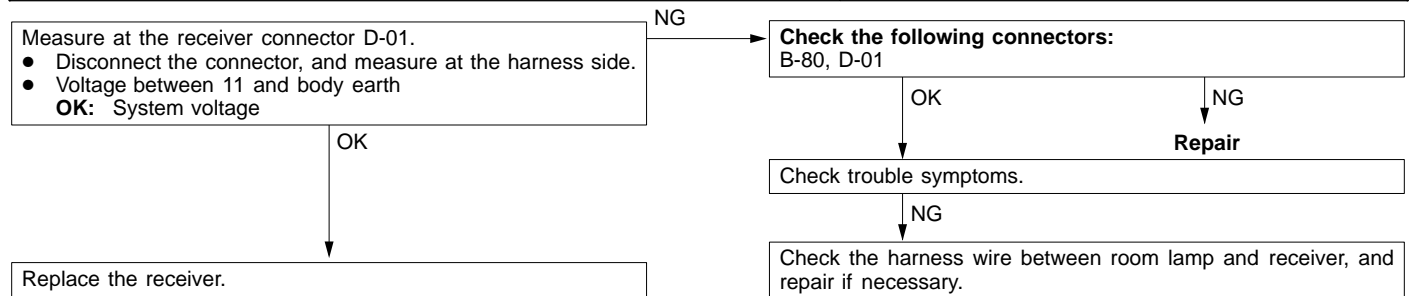 Measure at the receiver connector D-01.
● Disconnect the connector, and measure at the harness side.
● Voltage between 11 and body earth
OK: System voltage
NG
Check the following connectors:
B-80, D-01
OK
NG
Repair
Check trouble symptoms.
NG
Check the harness wire between room lamp and receiver, and
repair if necessary.
OK
Replace the receiver.